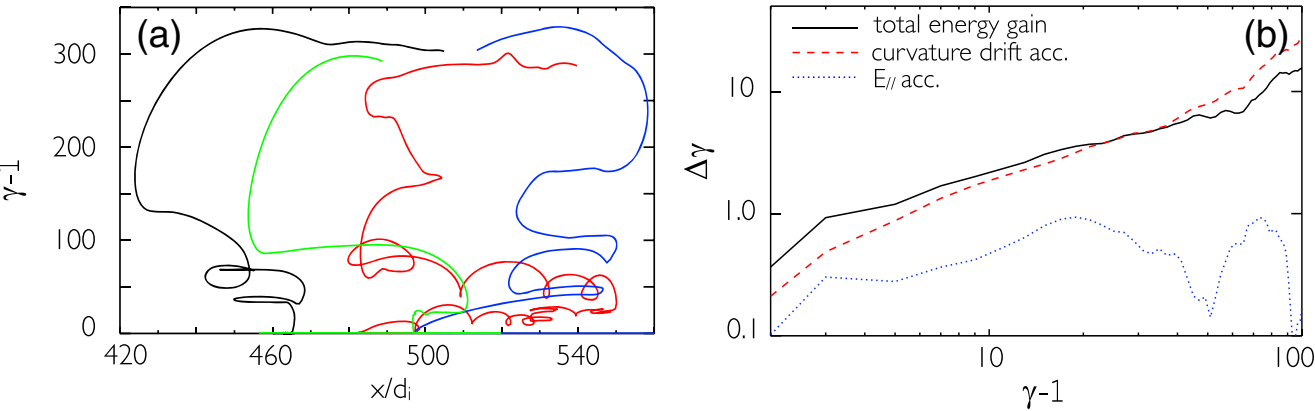 (a)
300
200
100
0
γ-1
420
460
500
540
x/di
(b)
total energy gain
curvature drift acc.
E// acc.
10
1.0
0.1
Δγ
10
100
γ-1